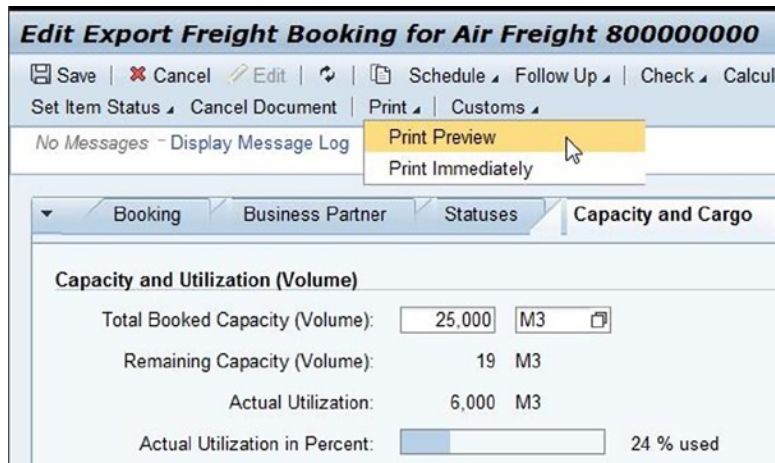 Edit Export Freight Booking for Air Freight 800000000
Save Cancel Edit Schedule Follow Up Check Calcul
Set Item Status Cancel Document Print Customs
No Messages - Display Message Log
Print Preview
Print Immediately
Booking Business Partner Statuses Capacity and Cargo
Capacity and Utilization (Volume)
Total Booked Capacity (Volume): 25,000 M3
Remaining Capacity (Volume): 19 M3
Actual Utilization: 6,000 M3
Actual Utilization in Percent: 24 % used